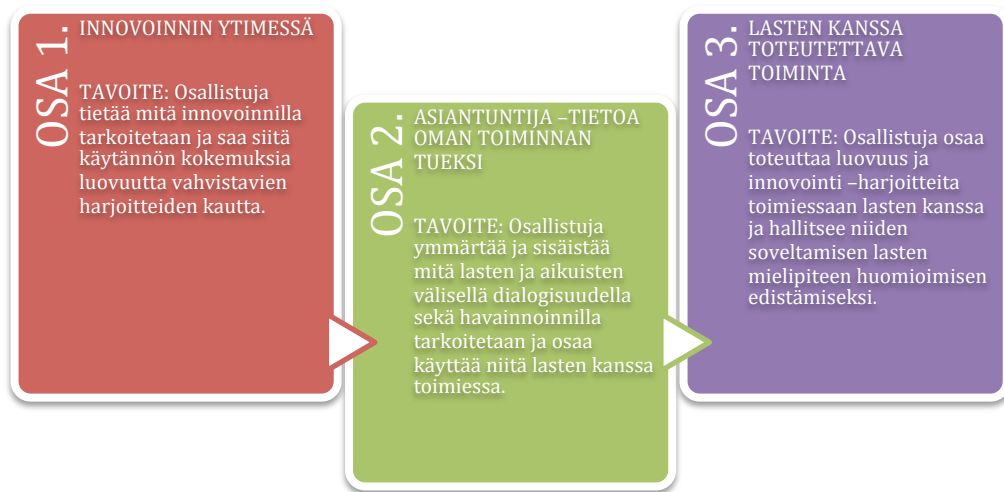 OSA 1.
INNOVOINNIN YTIMESSÄ
TAVOITE: Osallistuja
tietää mitä innovoinnilla
tarkoitetaan ja saa siitä
käytännön kokemuksia
luovuutta vahvistavien
harjoitteiden kautta.
OSA 2.
ASIANTUNTIJA –TIETOA
OMAN TOIMINNAN
TUEKSI
TAVOITE: Osallistuja
ymmärtää ja sisäistää
mitä lasten ja aikuisten
välisellä dialogisuudella
sekä havainnoinnilla
tarkoitetaan ja osaa
käyttää niitä lasten kanssa
toimiessa.
OSA 3.
LASTEN KANSSA
TOTEUTETTAVA
TOIMINTA
TAVOITE: Osallistuja osaa
toteuttaa luovuus ja
innovointi –harjoitteita
toimiessaan lasten kanssa
ja hallitsee niiden
soveltamisen lasten
mielipiteen huomioimisen
edistämiseksi.